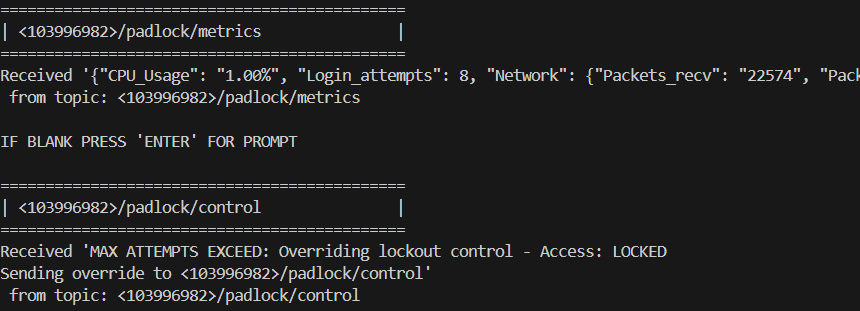 =============================================
| <103996982>/padlock/metrics               |
=============================================
Received '{"CPU_Usage": "1.00%", "Login_attempts": 8, "Network": {"Packets_recv": "22574", "Pack
 from topic: <103996982>/padlock/metrics
IF BLANK PRESS 'ENTER' FOR PROMPT
=============================================
| <103996982>/padlock/control               |
=============================================
Received 'MAX ATTEMPTS EXCEED: Overriding lockout control - Access: LOCKED
Sending override to <103996982>/padlock/control'
 from topic: <103996982>/padlock/control